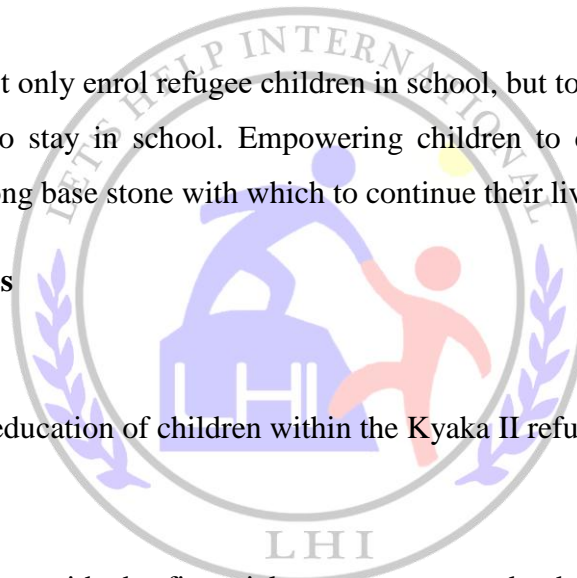 LETS HELP INTERNATIONAL
t only enrol refugee children in school, but to
o stay in school. Empowering children to
ong base stone with which to continue their liv
s
LHI
education of children within the Kyaka II refu
LHI